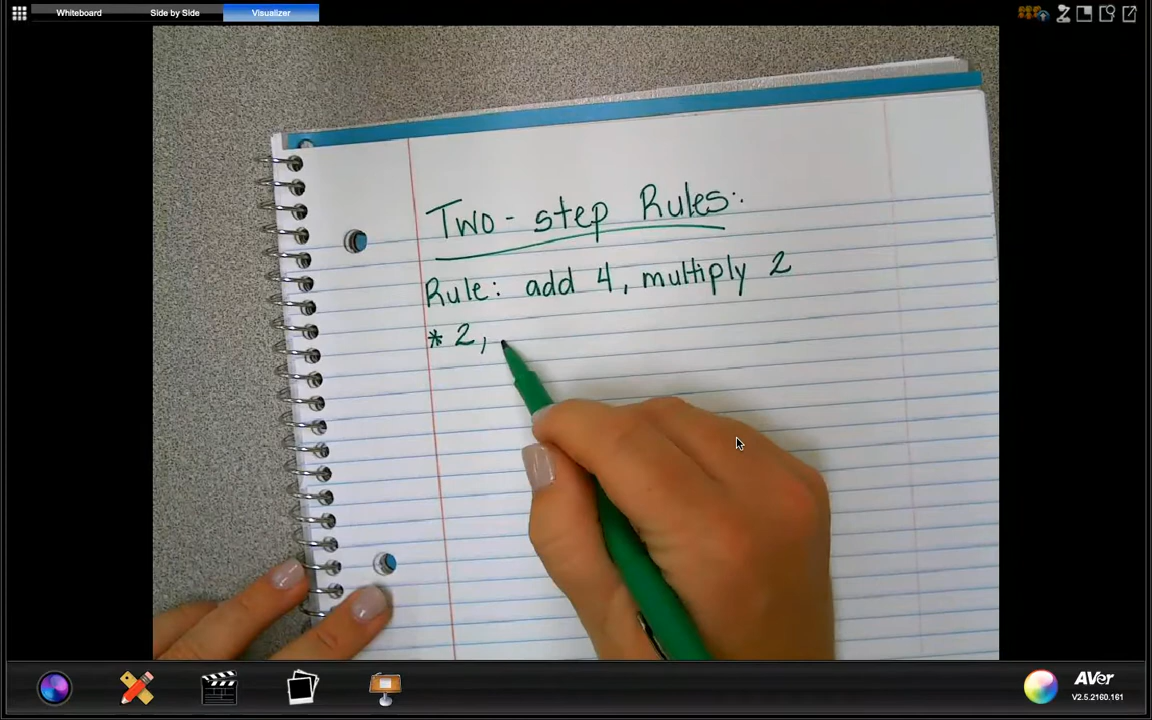 Whiteboard Side by Side Visualizer
Two-step Rules:
Rule: add 4, multiply 2
* 2,
AVer
V2.5.2160.161